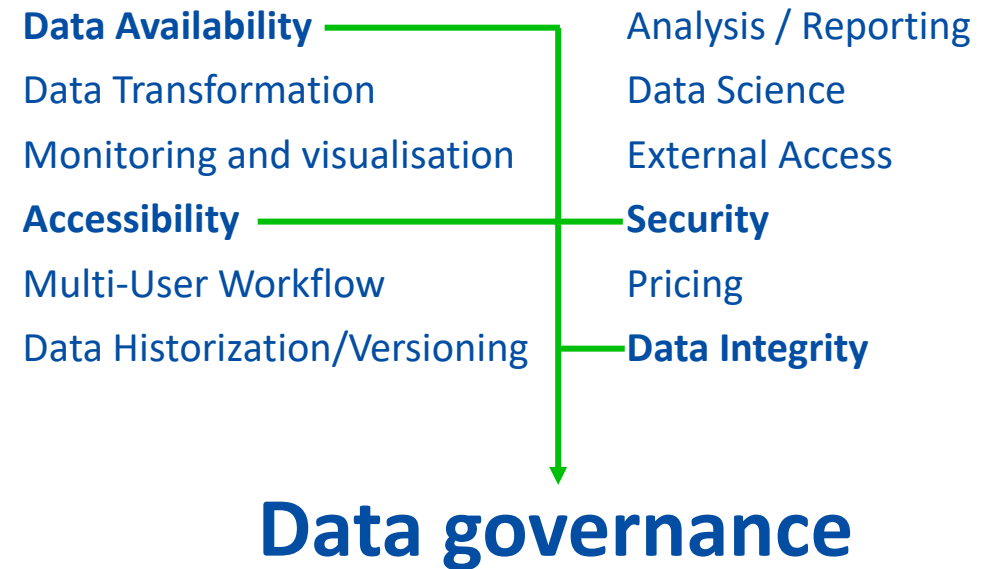 Data Availability
Data Transformation
Monitoring and visualisation
Accessibility
Multi-User Workflow
Data Historization/Versioning
Analysis / Reporting
Data Science
External Access
Security
Pricing
Data Integrity
Data governance